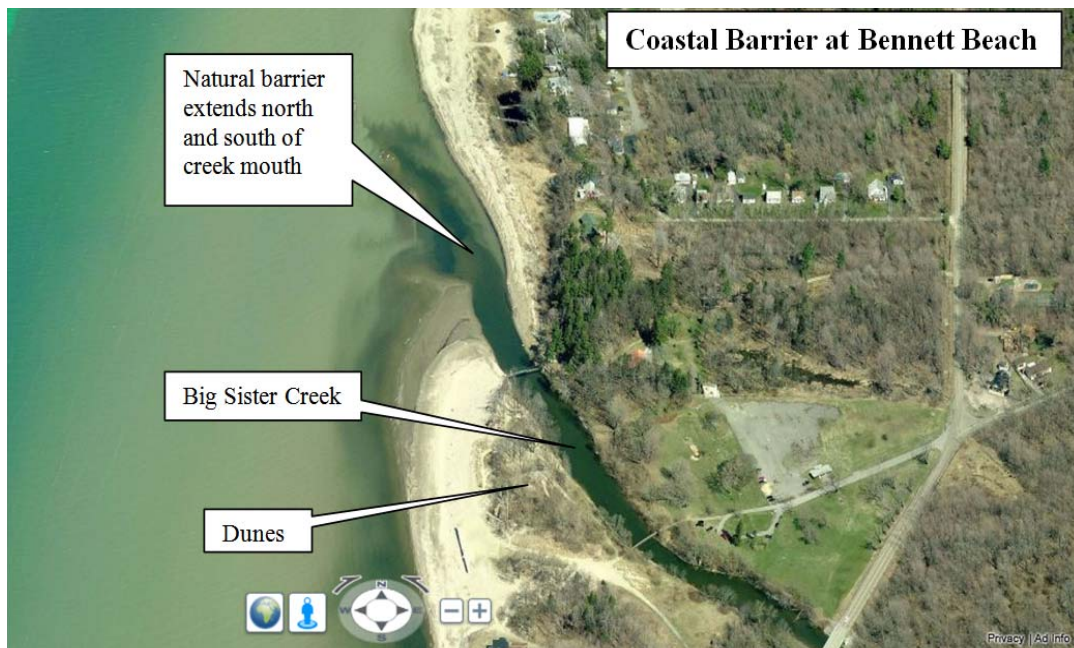 Coastal Barrier at Bennett Beach
Natural barrier
extends north
and south of
creek mouth
Big Sister Creek
Dunes
N
W
E
S
Privacy | Ad Info